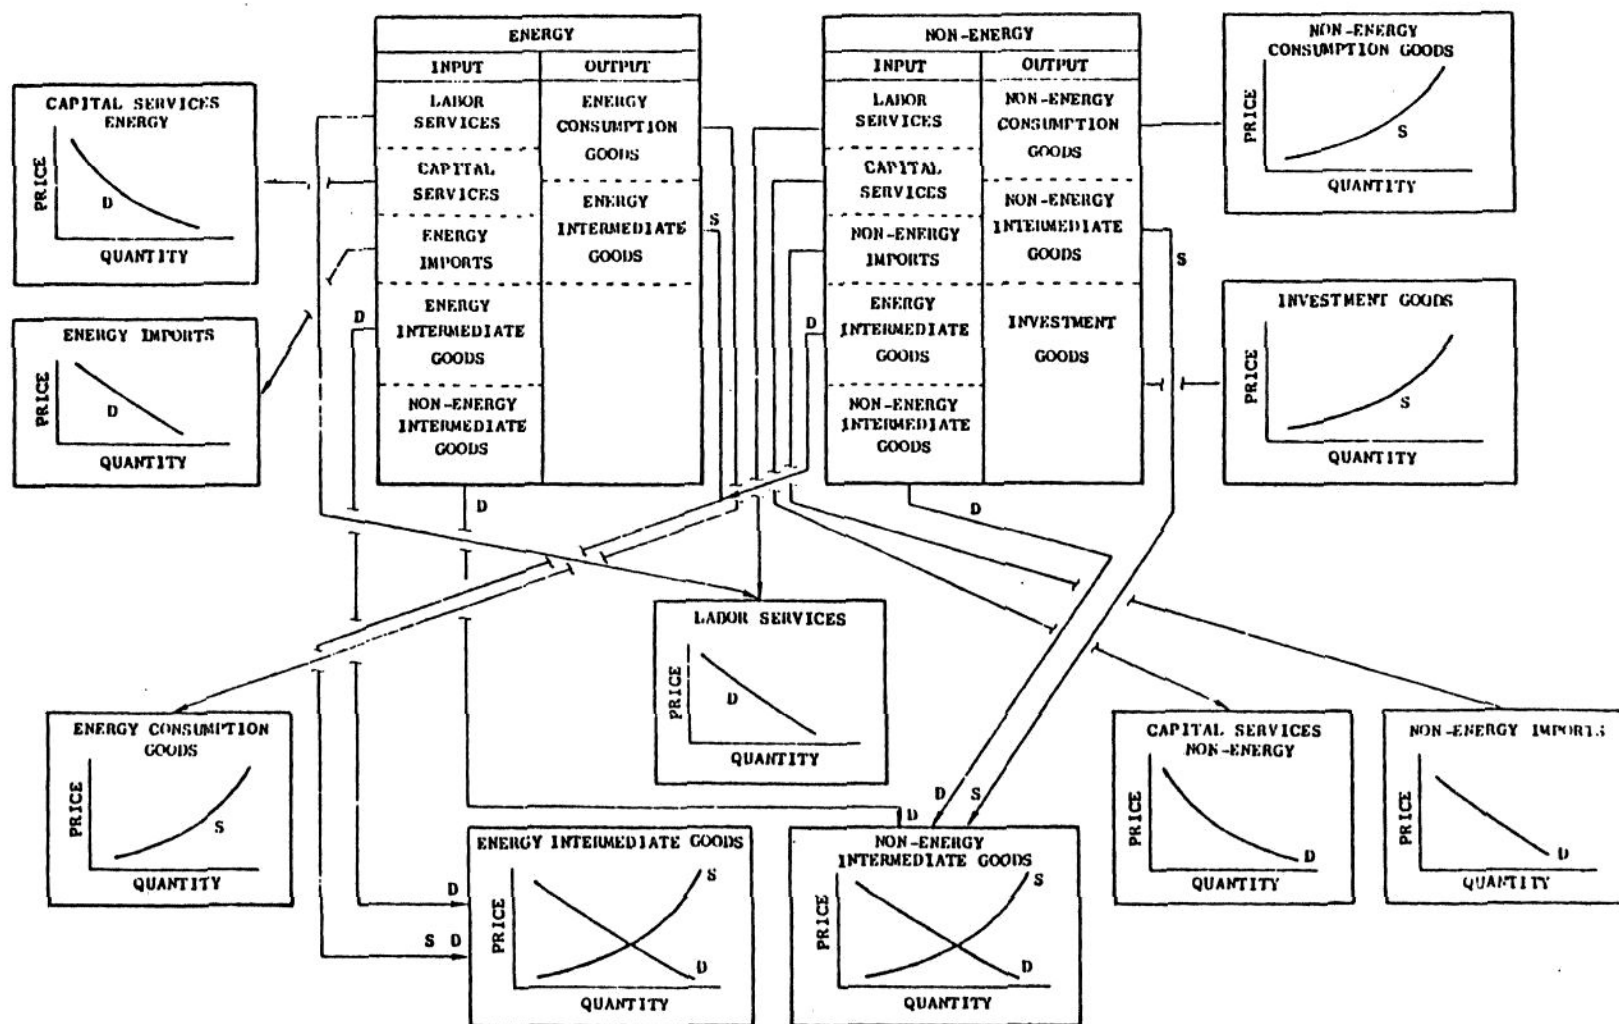 ENERGY
INPUT
OUTPUT
LABOR
SERVICES
CAPITAL
SERVICES
ENERGY
IMPORTS
ENERGY
INTERMEDIATE
GOODS
NON-ENERGY
INTERMEDIATE
GOODS
ENERGY
CONSUMPTION
GOODS
ENERGY
INTERMEDIATE
GOODS
NON-ENERGY
INPUT
OUTPUT
LABOR
SERVICES
CAPITAL
SERVICES
NON-ENERGY
IMPORTS
ENERGY
INTERMEDIATE
GOODS
NON-ENERGY
INTERMEDIATE
GOODS
NON-ENERGY
CONSUMPTION
GOODS
NON-ENERGY
INTERMEDIATE
GOODS
INVESTMENT
GOODS
NON-ENERGY
CONSUMPTION GOODS
PRICE
S
QUANTITY
CAPITAL SERVICES
ENERGY
PRICE
D
QUANTITY
ENERGY IMPORTS
PRICE
D
QUANTITY
INVESTMENT GOODS
PRICE
S
QUANTITY
D
S
D
S
D
D
LABOR SERVICES
PRICE
D
QUANTITY
ENERGY CONSUMPTION
GOODS
PRICE
S
QUANTITY
CAPITAL SERVICES
NON-ENERGY
PRICE
D
QUANTITY
NON-ENERGY IMPORTS
PRICE
D
QUANTITY
D
S D
D
D
S
ENERGY INTERMEDIATE GOODS
PRICE
S
D
QUANTITY
NON-ENERGY
INTERMEDIATE GOODS
PRICE
S
D
QUANTITY